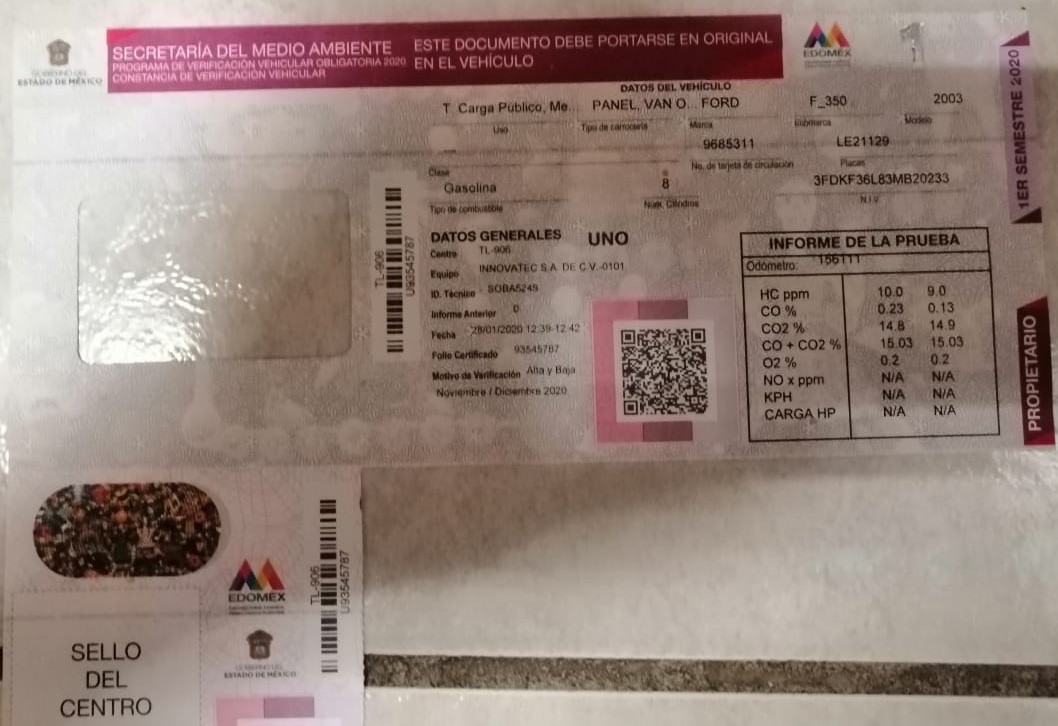 GOBIERNO DEL
ESTADO DE MÉXICO
SECRETARÍA DEL MEDIO AMBIENTE
PROGRAMA DE VERIFICACIÓN VEHICULAR OBLIGATORIA 2020
CONSTANCIA DE VERIFICACIÓN VEHICULAR
ESTE DOCUMENTO DEBE PORTARSE EN ORIGINAL
EN EL VEHÍCULO
EDOMEX
1
1ER SEMESTRE 2020
DATOS DEL VEHÍCULO
T Carga Público, Me... PANEL, VAN O... FORD F_350 2003
Uso Tipo de carrocería Marca Submarca Modelo
9685311 LE21129
No. de tarjeta de circulación Placas
Clase
Gasolina 8 3FDKF36L83MB20233
Tipo de combustible Núm. Cilindros N.I.V.
TL-906
U93545787
DATOS GENERALES UNO
Centro TL-906
Equipo INNOVATEC S.A. DE C.V.-0101
ID. Técnico - SOBA5249
Informe Anterior 0
Fecha 28/01/2020 12:39-12:42
Folio Certificado 93545787
Motivo de Verificación Alta y Baja
Noviembre / Diciembre 2020
INFORME DE LA PRUEBA
Odómetro: 156111
HC ppm 10.0 9.0
CO % 0.23 0.13
CO2 % 14.8 14.9
CO + CO2 % 15.03 15.03
O2 % 0.2 0.2
NO x ppm N/A N/A
KPH N/A N/A
CARGA HP N/A N/A
PROPIETARIO
EDOMEX
GOBIERNO DEL
ESTADO DE MÉXICO
TL-906
U93545787
SELLO
DEL
CENTRO